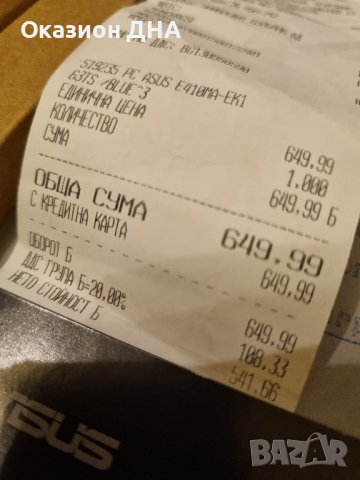 Оказион ДНА
519235 PC ASUS E410MA-EK1
63TS /BLUE^3
ЕДИНИЧНА ЦЕНА 649.99
КОЛИЧЕСТВО 1.000
СУМА 649.99 Б
ОБЩА СУМА 649.99
С КРЕДИТНА КАРТА 649.99
ОБОРОТ Б 649.99
ДДС ГРУПА Б=20.00% 108.33
НЕТО СТОЙНОСТ Б 541.66
ASUS
BAZAR